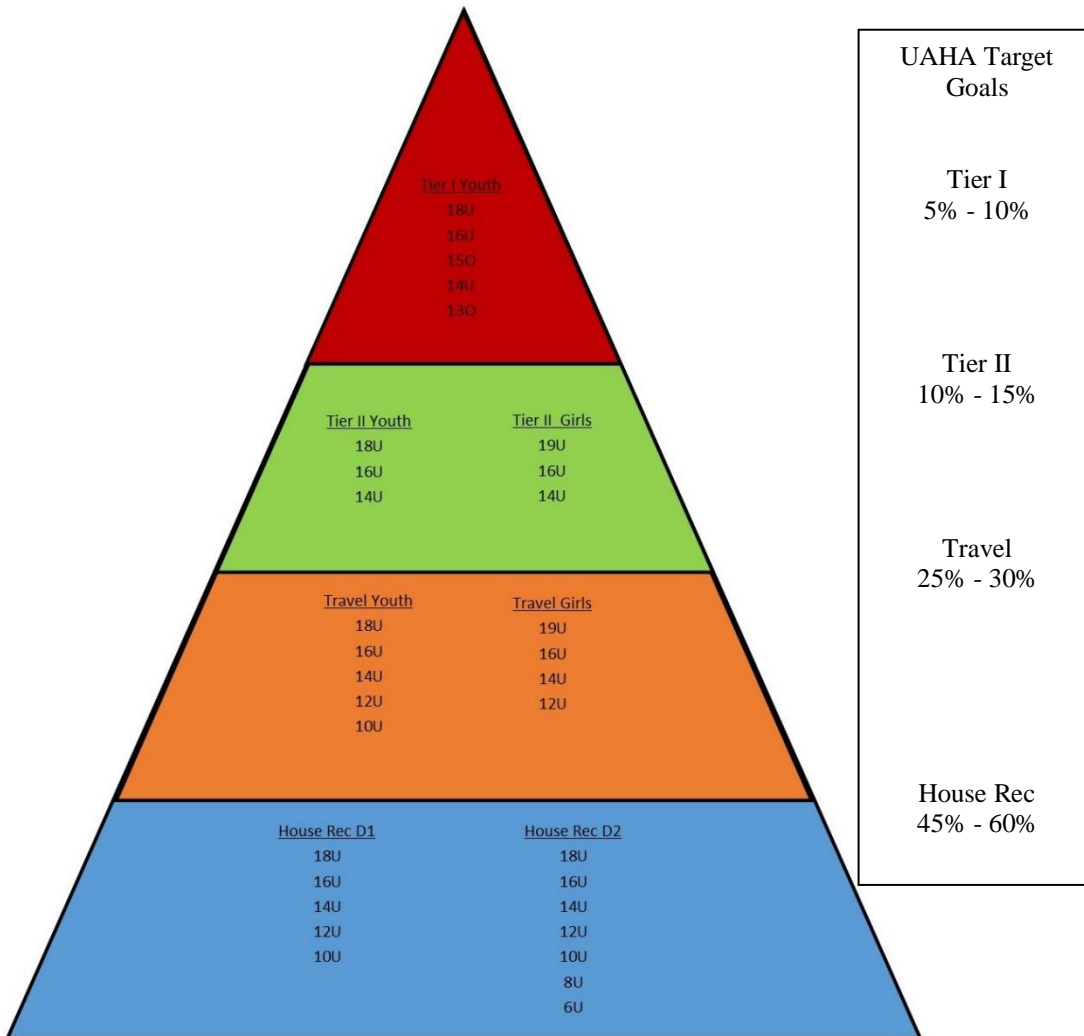 UAHA Target
Goals
Tier I
5% - 10%
Tier II
10% - 15%
Travel
25% - 30%
House Rec
45% - 60%
Tier I Youth
18U
16U
15O
14U
13O
Tier II Youth
18U
16U
14U
Tier II Girls
19U
16U
14U
Travel Youth
18U
16U
14U
12U
10U
Travel Girls
19U
16U
14U
12U
House Rec D1
18U
16U
14U
12U
10U
House Rec D2
18U
16U
14U
12U
10U
8U
6U